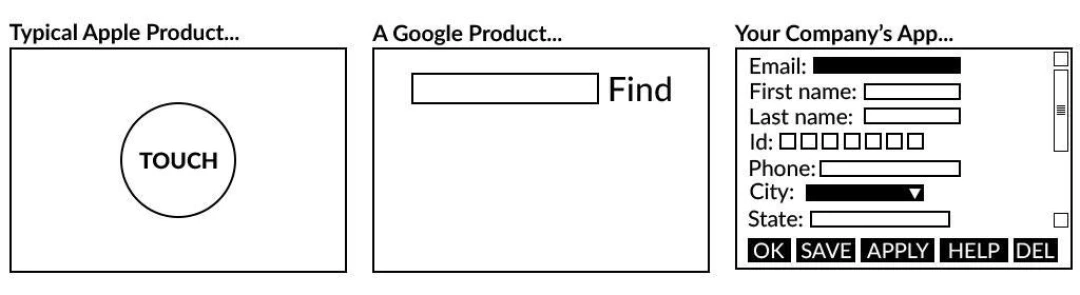 Typical Apple Product...
TOUCH
A Google Product...
Find
Your Company's App...
Email:
First name:
Last name:
Id:
Phone:
City:
State:
OK SAVE APPLY HELP DEL